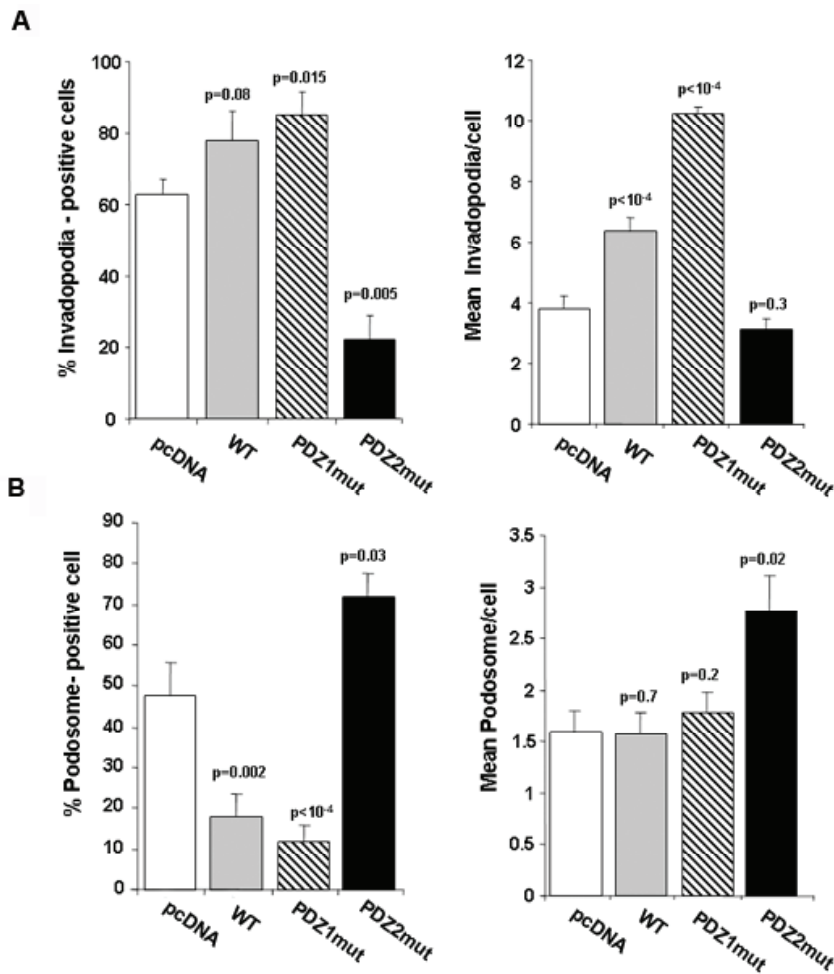 A
% Invadopodia - positive cells
100
80
60
40
20
0
p=0.08
p=0.015
p=0.005
pcDNA
WT
PDZ1mut
PDZ2mut
Mean Invadopodia/cell
12
10
8
6
4
2
0
p<10-4
p<10-4
p=0.3
pcDNA
WT
PDZ1mut
PDZ2mut
B
% Podosome- positive cell
90
80
70
60
50
40
30
20
10
0
p=0.002
p<10-4
p=0.03
pcDNA
WT
PDZ1mut
PDZ2mut
Mean Podosome/cell
3.5
3
2.5
2
1.5
1
0.5
0
p=0.7
p=0.2
p=0.02
pcDNA
WT
PDZ1mut
PDZ2mut